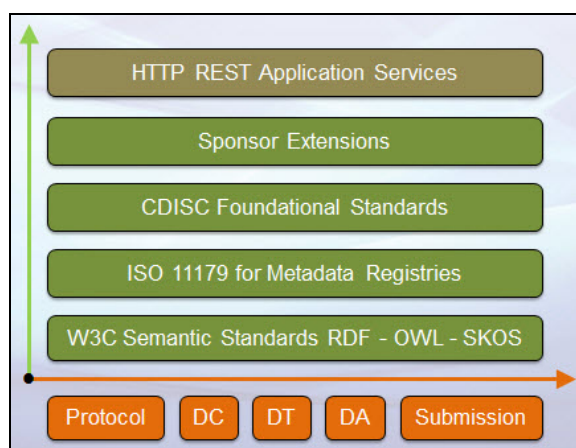 HTTP REST Application Services
Sponsor Extensions
CDISC Foundational Standards
ISO 11179 for Metadata Registries
W3C Semantic Standards RDF - OWL - SKOS
Protocol DC DT DA Submission